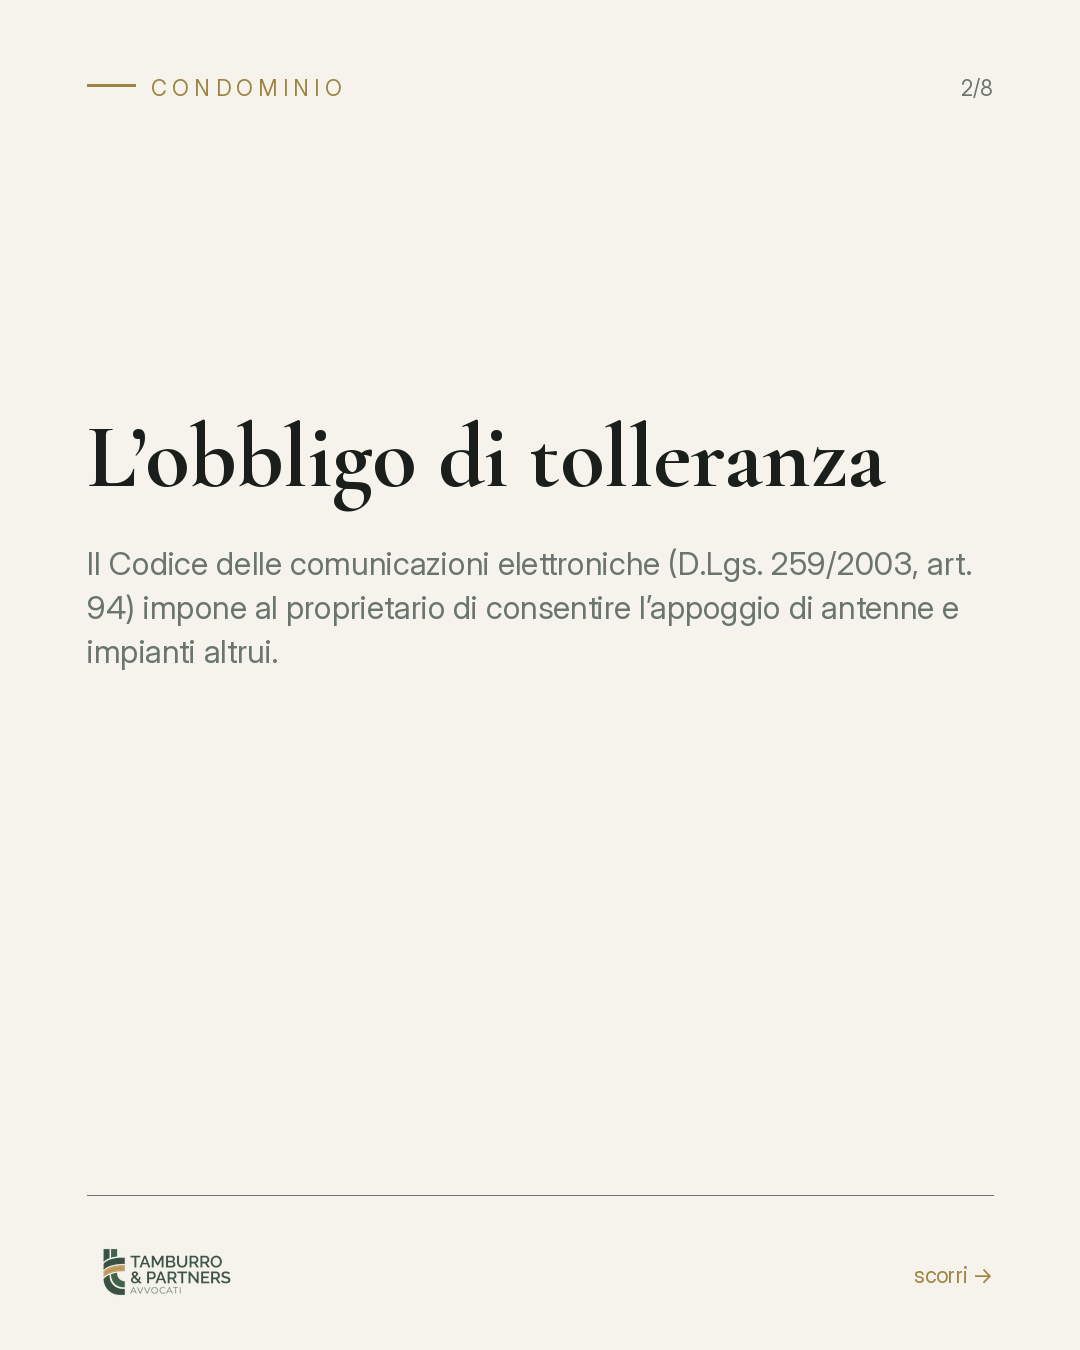 CONDOMINIO
2/8
L’obbligo di tolleranza
Il Codice delle comunicazioni elettroniche (D.Lgs. 259/2003, art.
94) impone al proprietario di consentire l’appoggio di antenne e
impianti altrui.
TAMBURRO
& PARTNERS
AVVOCATI
scorri →